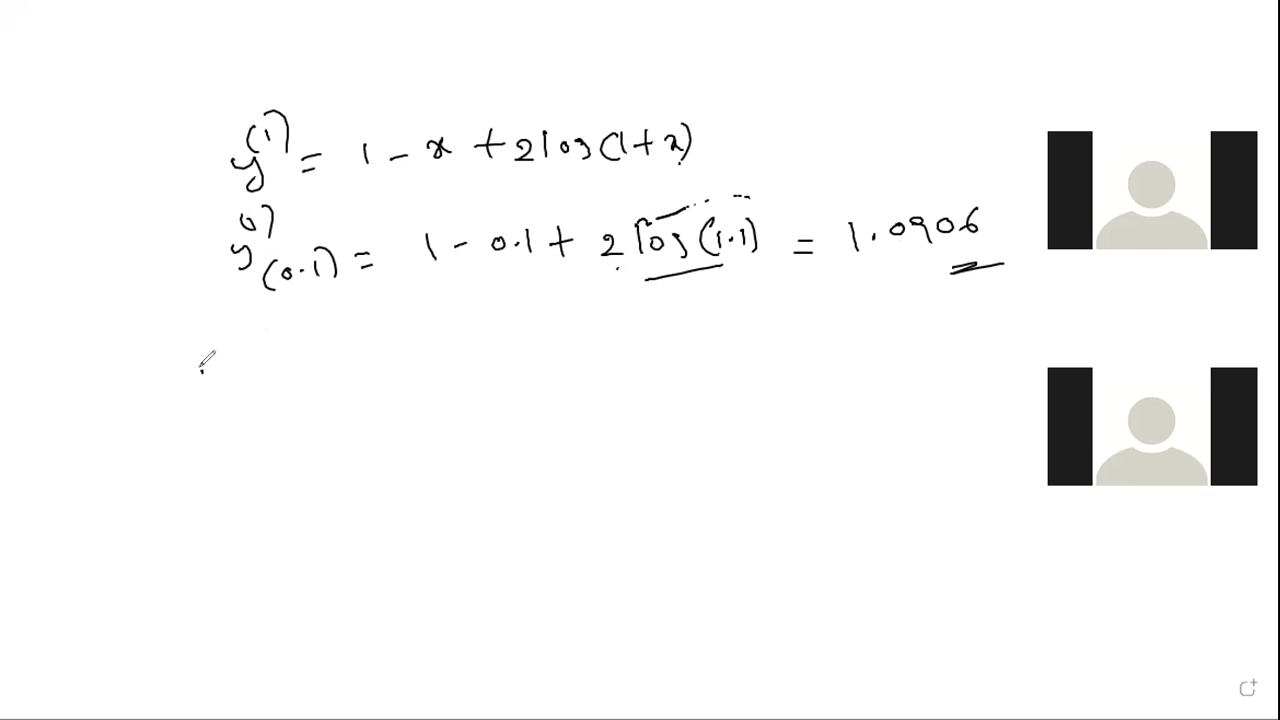 y⁽¹⁾ = 1 - x + 2 log(1+x)
y⁽¹⁾(0.1) = 1 - 0.1 + 2 log(1.1) = 1.0906